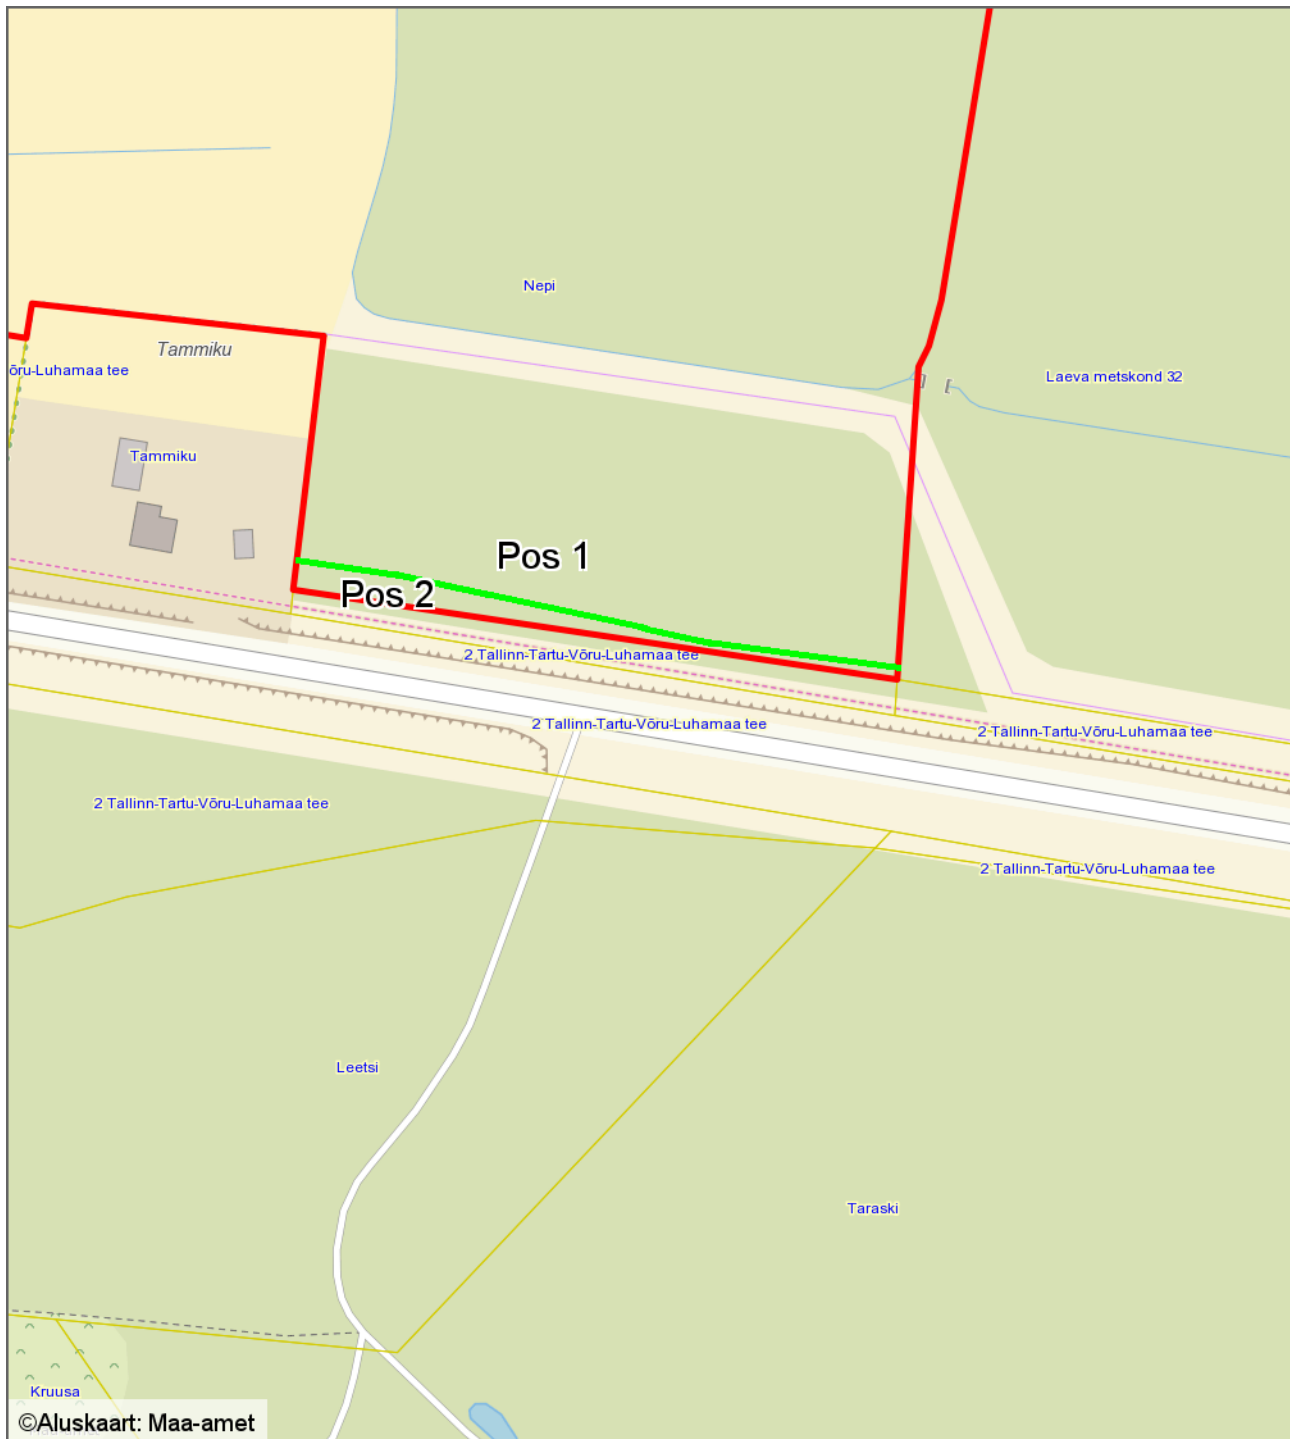 Nepi
Tammiku
õru-Luhamaa tee
Laeva metskond 32
Tammiku
Pos 1
Pos 2
2 Tallinn-Tartu-Võru-Luhamaa tee
2 Tallinn-Tartu-Võru-Luhamaa tee
2 Tallinn-Tartu-Võru-Luhamaa tee
2 Tallinn-Tartu-Võru-Luhamaa tee
2 Tallinn-Tartu-Võru-Luhamaa tee
Leetsi
Taraski
Kruusa
©Aluskaart: Maa-amet